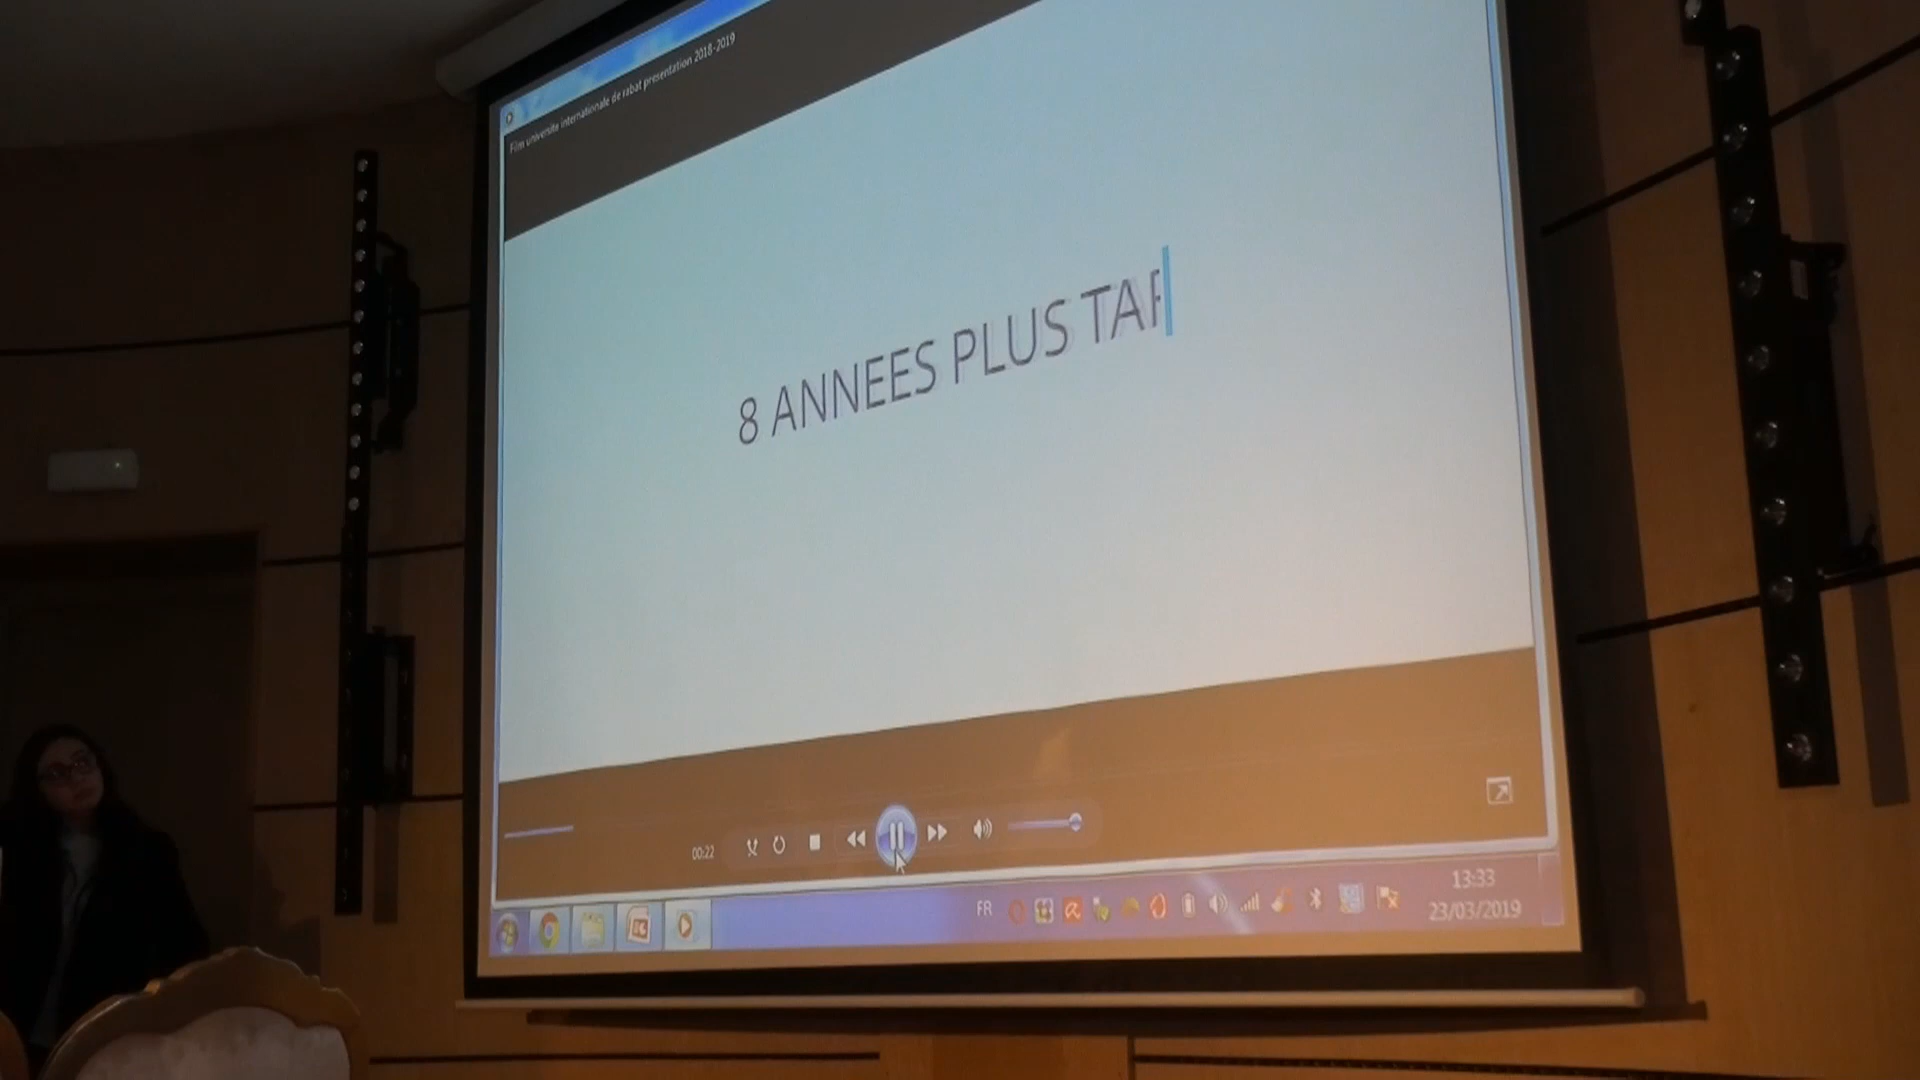 Film universite internationale de rabat presentation 2018-2019
8 ANNEES PLUS TAR
00:22
FR
13:33
23/03/2019